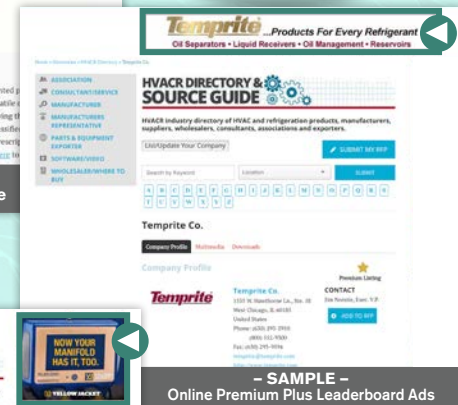 Temprite ...Products For Every Refrigerant
Oil Separators • Liquid Receivers • Oil Management • Reservoirs
ASSOCIATION
CONSULTANT/SERVICE
MANUFACTURER
MANUFACTURERS
REPRESENTATIVE
PARTS & EQUIPMENT
EXPORTER
SOFTWARE/VIDEO
WHOLESALER/WHERE TO
BUY
HVACR DIRECTORY &
SOURCE GUIDE
HVACR industry directory of HVAC and refrigeration products, manufacturers,
suppliers, wholesalers, consultants, associations and exporters.
List/Update Your Company
SUBMIT MY RFP
Search by Keyword
Location
SUBMIT
A B C D E F G H I J K L M N O P Q R S
T U V W X Y Z
Temprite Co.
Company Profile Multimedia Downloads
Company Profile
Premium Listing
Temprite
Temprite Co.
West Chicago, IL 60185
United States
CONTACT
ADD TO RFP
NOW YOUR
MANIFOLD
HAS IT, TOO.
YELLOW JACKET
– SAMPLE –
Online Premium Plus Leaderboard Ads